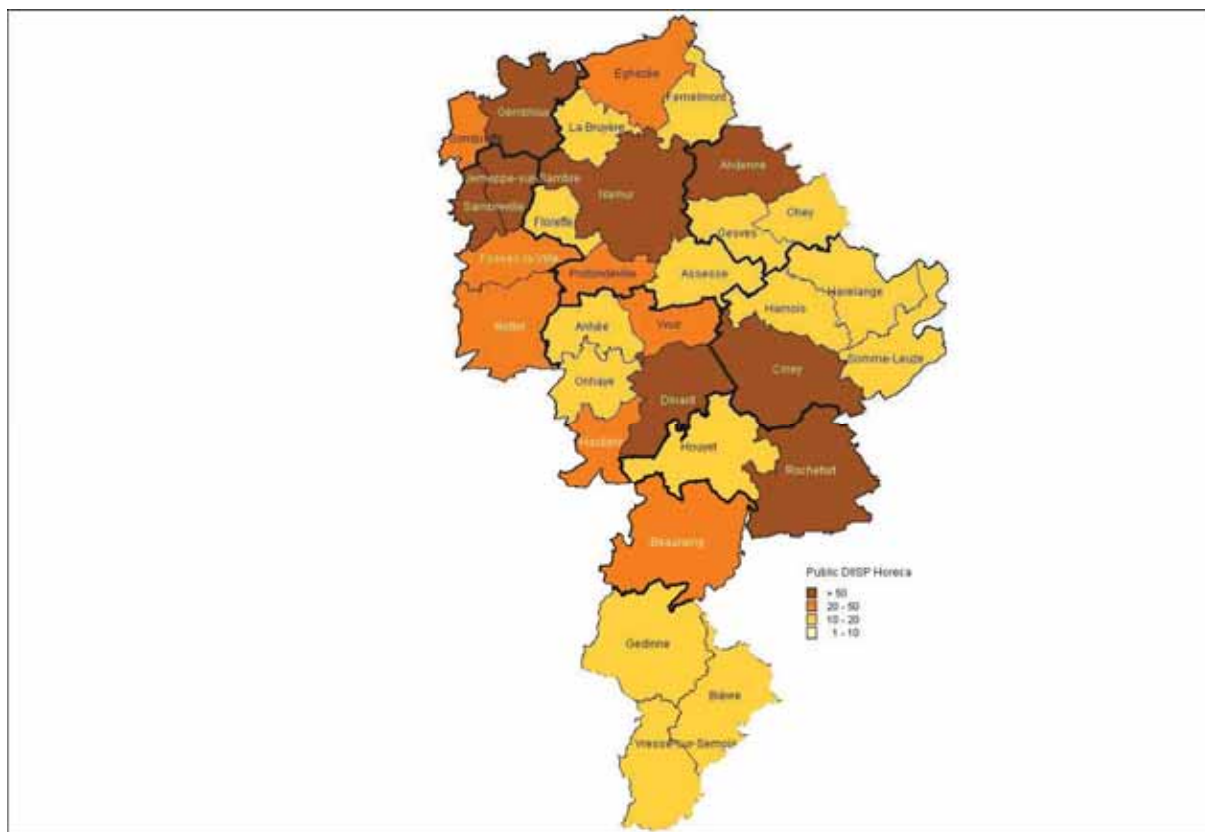 Eghezée
Fernelmont
Gembloux
La Bruyère
Andenne
Jemeppe-sur-Sambre
Namur
Sambreville
Floreffe
Ohey
Gesves
Fosses-la-Ville
Profondeville
Assesse
Havelange
Hamois
Mettet
Anhée
Yvoir
Somme-Leuze
Ciney
Onhaye
Dinant
Hastière
Houyet
Rochefort
Beauraing
Public DIISP Horeca
> 50
20 - 50
10 - 20
1 - 10
Gedinne
Bièvre
Vresse-sur-Semois